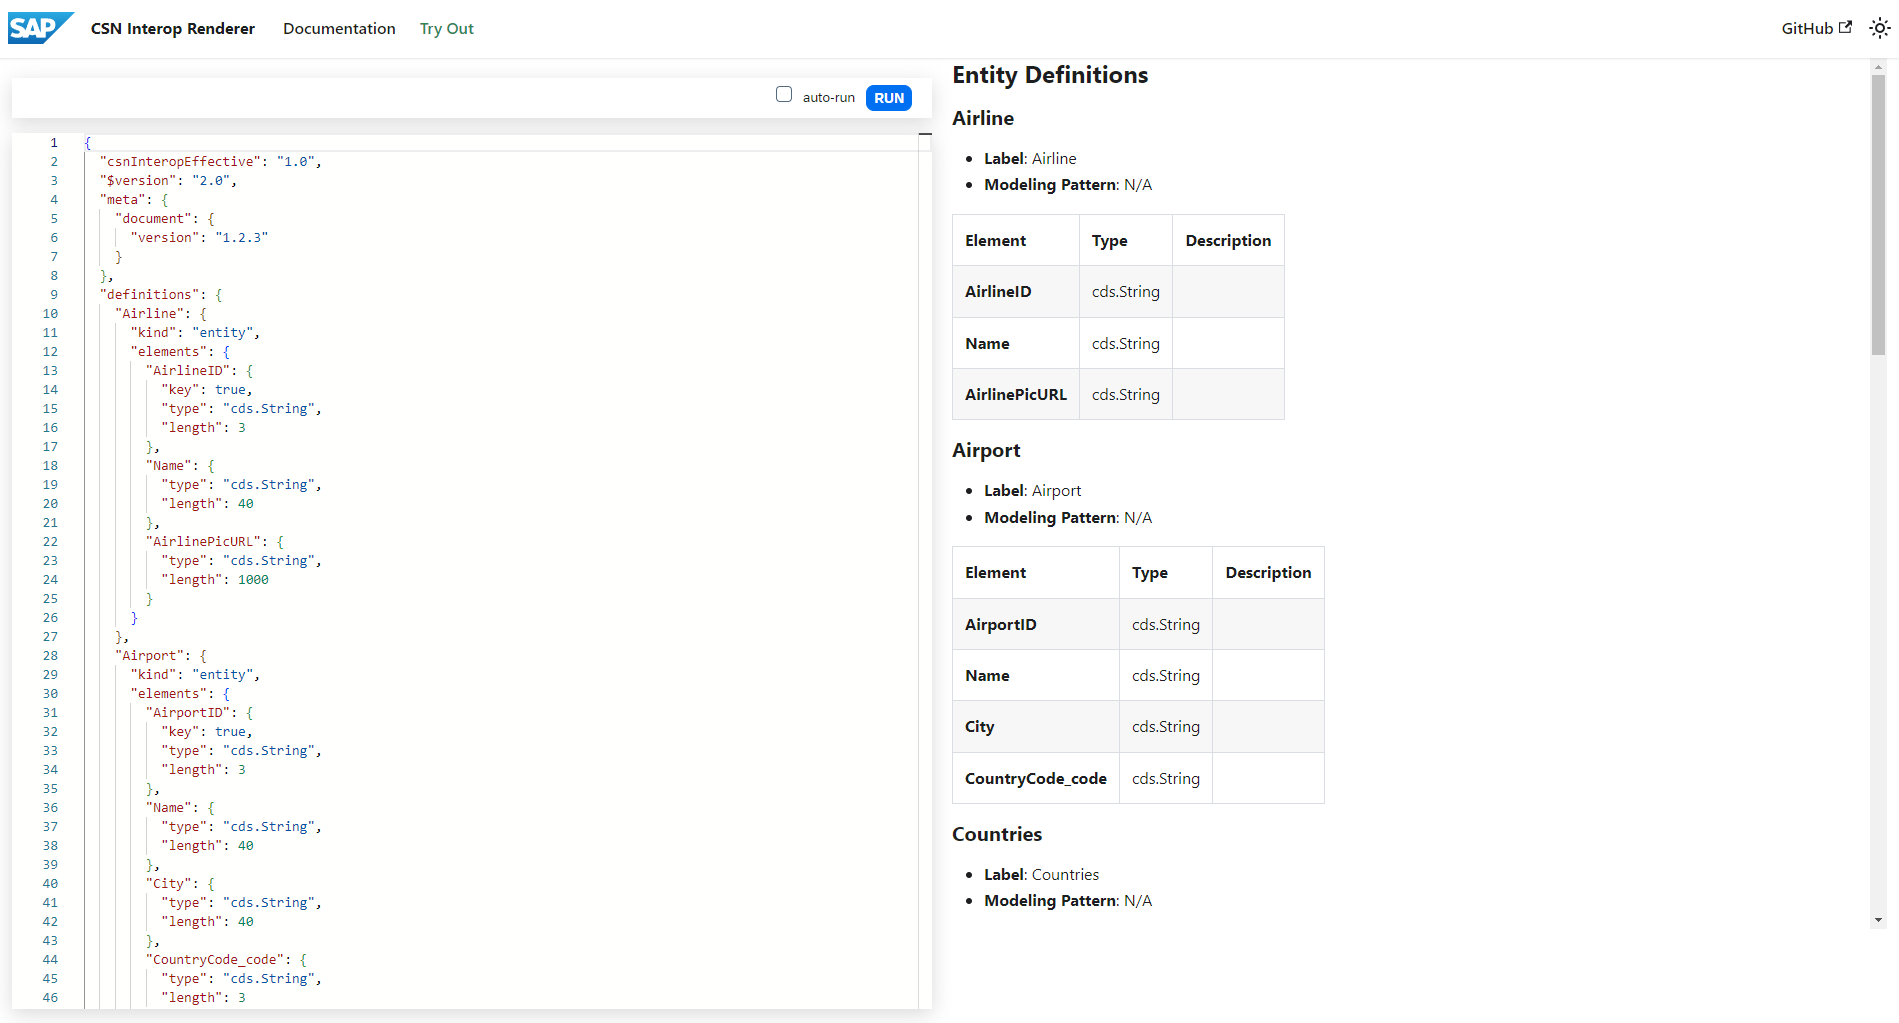 SAP CSN Interop Renderer Documentation Try Out GitHub
auto-run RUN
1 {
2 "csnInteropEffective": "1.0",
3 "$version": "2.0",
4 "meta": {
5 "document": {
6 "version": "1.2.3"
7 }
8 },
9 "definitions": {
10 "Airline": {
11 "kind": "entity",
12 "elements": {
13 "AirlineID": {
14 "key": true,
15 "type": "cds.String",
16 "length": 3
17 },
18 "Name": {
19 "type": "cds.String",
20 "length": 40
21 },
22 "AirlinePicURL": {
23 "type": "cds.String",
24 "length": 1000
25 }
26 }
27 },
28 "Airport": {
29 "kind": "entity",
30 "elements": {
31 "AirportID": {
32 "key": true,
33 "type": "cds.String",
34 "length": 3
35 },
36 "Name": {
37 "type": "cds.String",
38 "length": 40
39 },
40 "City": {
41 "type": "cds.String",
42 "length": 40
43 },
44 "CountryCode_code": {
45 "type": "cds.String",
46 "length": 3
Entity Definitions
Airline
• Label: Airline
• Modeling Pattern: N/A
Element Type Description
AirlineID cds.String
Name cds.String
AirlinePicURL cds.String
Airport
• Label: Airport
• Modeling Pattern: N/A
Element Type Description
AirportID cds.String
Name cds.String
City cds.String
CountryCode_code cds.String
Countries
• Label: Countries
• Modeling Pattern: N/A